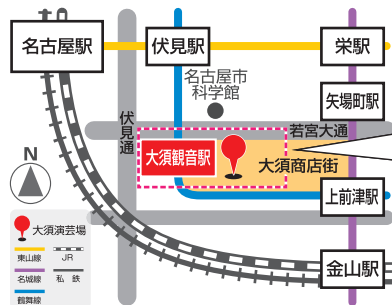 名古屋駅
伏見駅
栄駅
名古屋市
科学館
矢場町駅
伏見通
若宮大通
大須観音駅
大須商店街
N
上前津駅
大須演芸場
東山線
JR
名城線
私 鉄
鶴舞線
金山駅